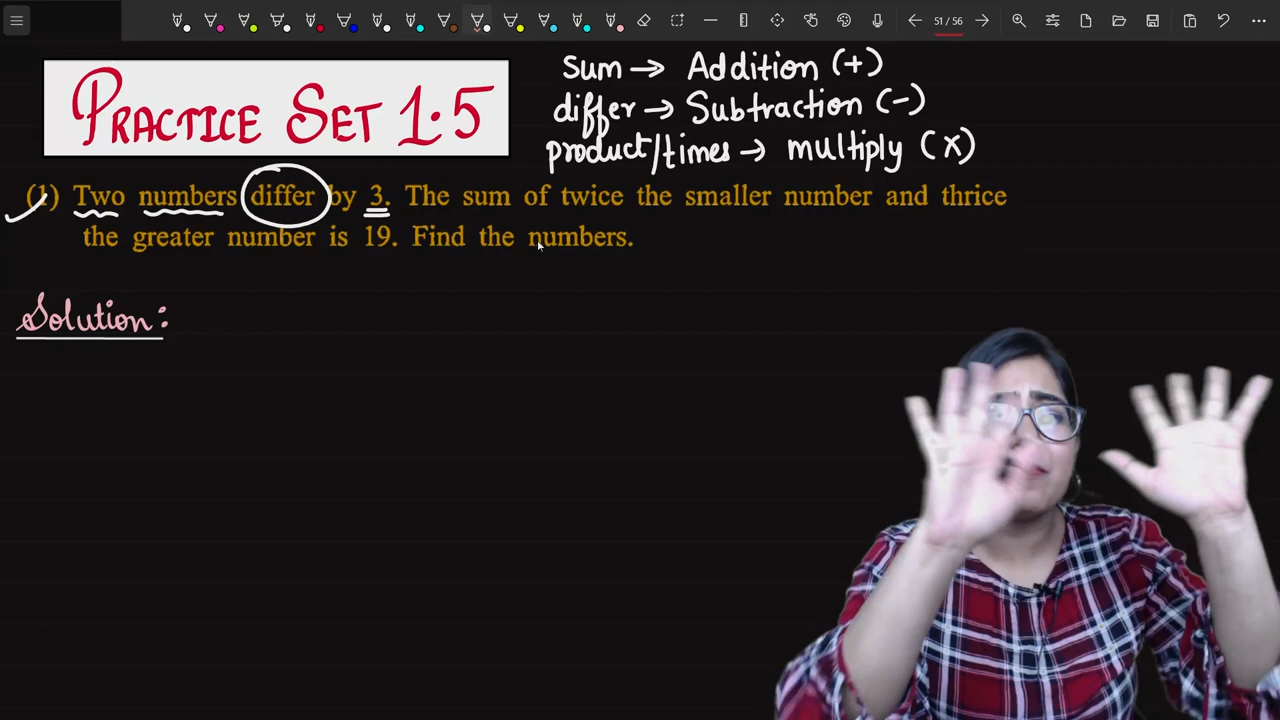 51 / 56
PRACTICE SET 1.5
Sum → Addition (+)
differ → Subtraction (-)
product/times → multiply (x)
(1) Two numbers differ by 3. The sum of twice the smaller number and thrice
the greater number is 19. Find the numbers.
Solution: